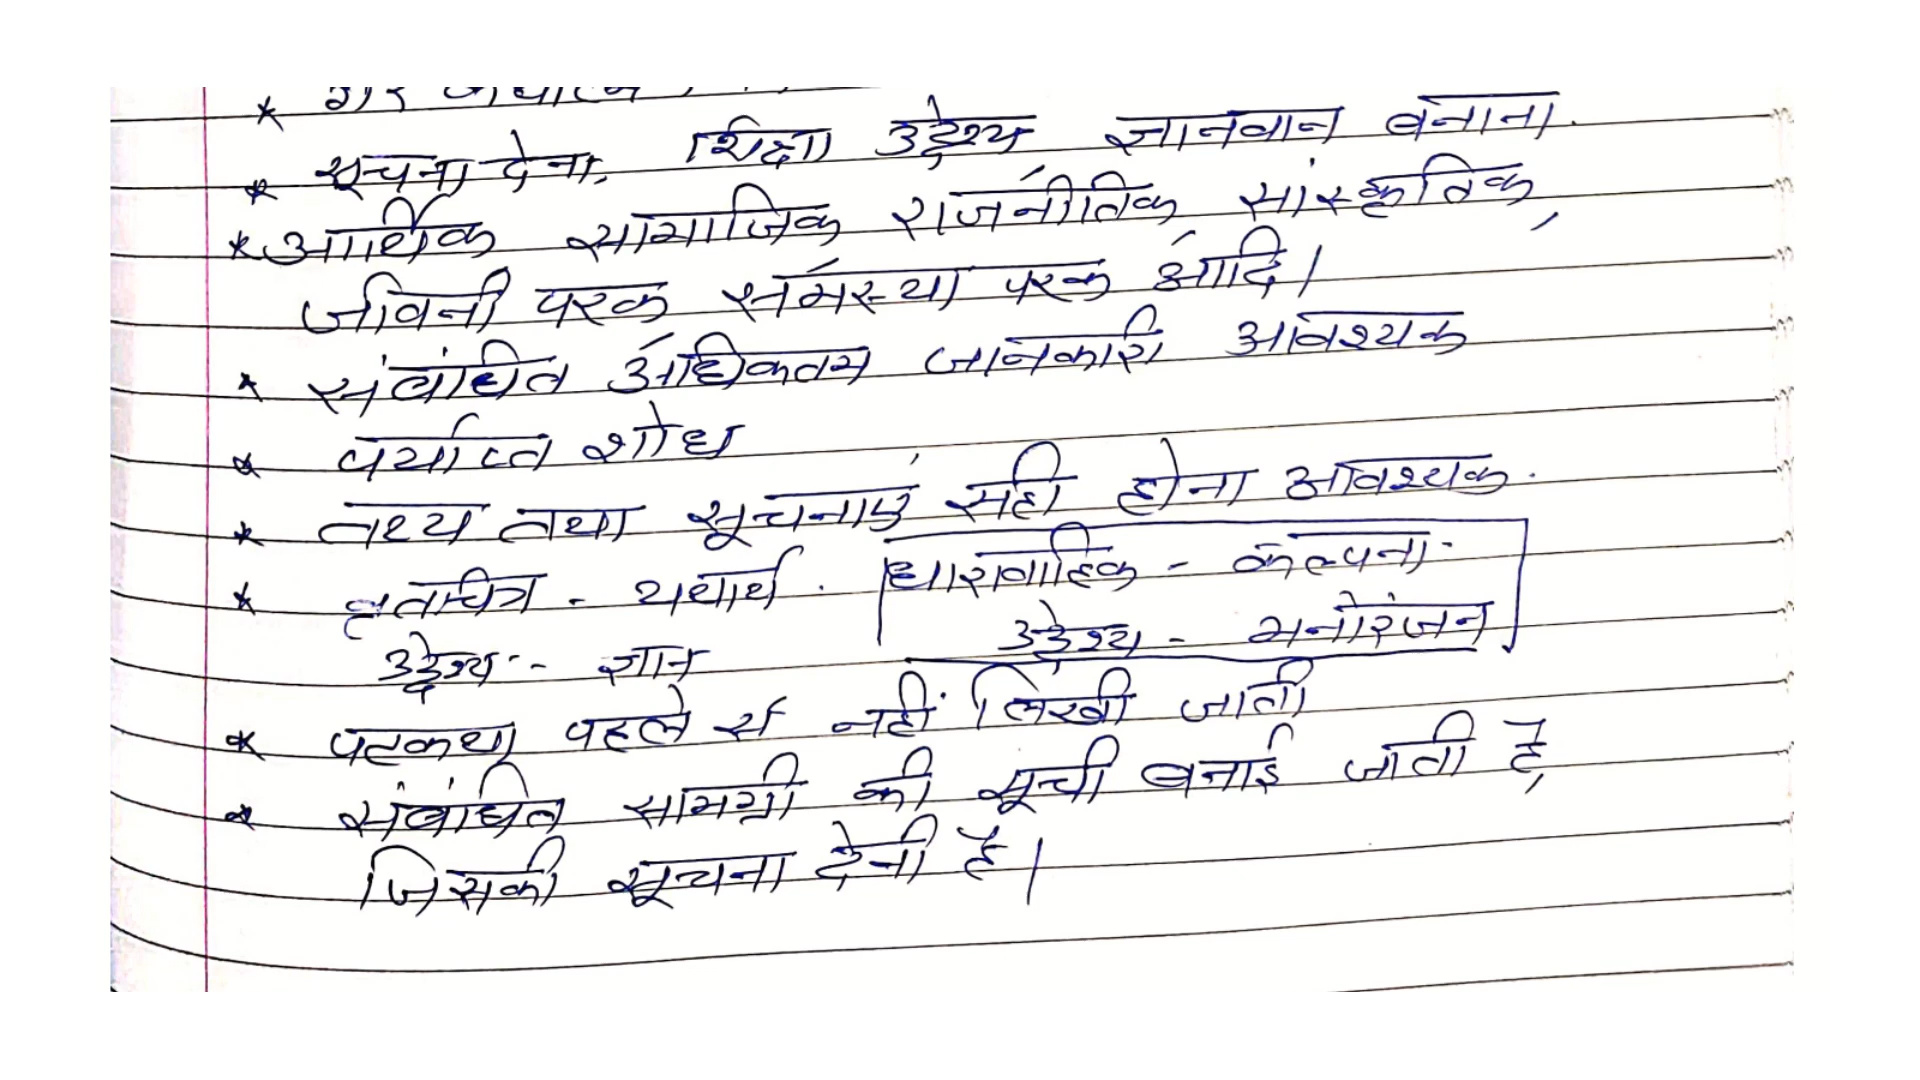 * सूचना देना, शिक्षा उद्देश्य ज्ञानवान बनाना.
* आर्थिक सामाजिक राजनीतिक सांस्कृतिक,
जीवनी परक समस्या परक आदि।
* संबंधित अधिकतम जानकारी आवश्यक
* पर्याप्त शोध
* तथ्य तथा सूचनाएं सही होना आवश्यक.
* वृतचित्र - यथार्थ . धारावाहिक - कल्पना
उद्देश्य - ज्ञान उद्देश्य - मनोरंजन
* पटकथा पहले से नहीं लिखी जाती
* संबंधित सामग्री की सूची बनाई जाती है,
जिसकी सूचना देनी है।